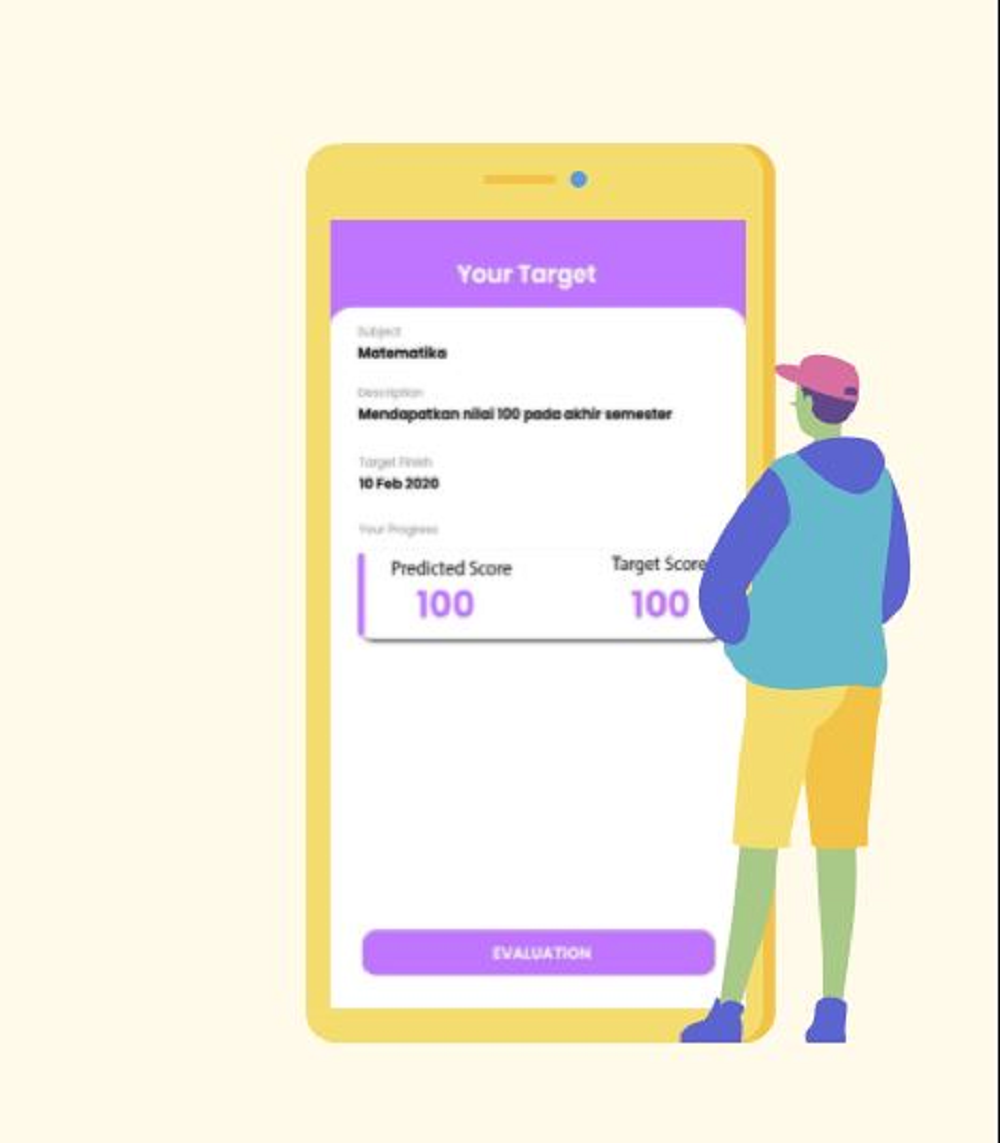 Your Target
Subject
Matematika
Description
Mendapatkan nilai 100 pada akhir semester
Target Finish
10 Feb 2020
Your Progress
Predicted Score
Target Score
100
100
EVALUATION